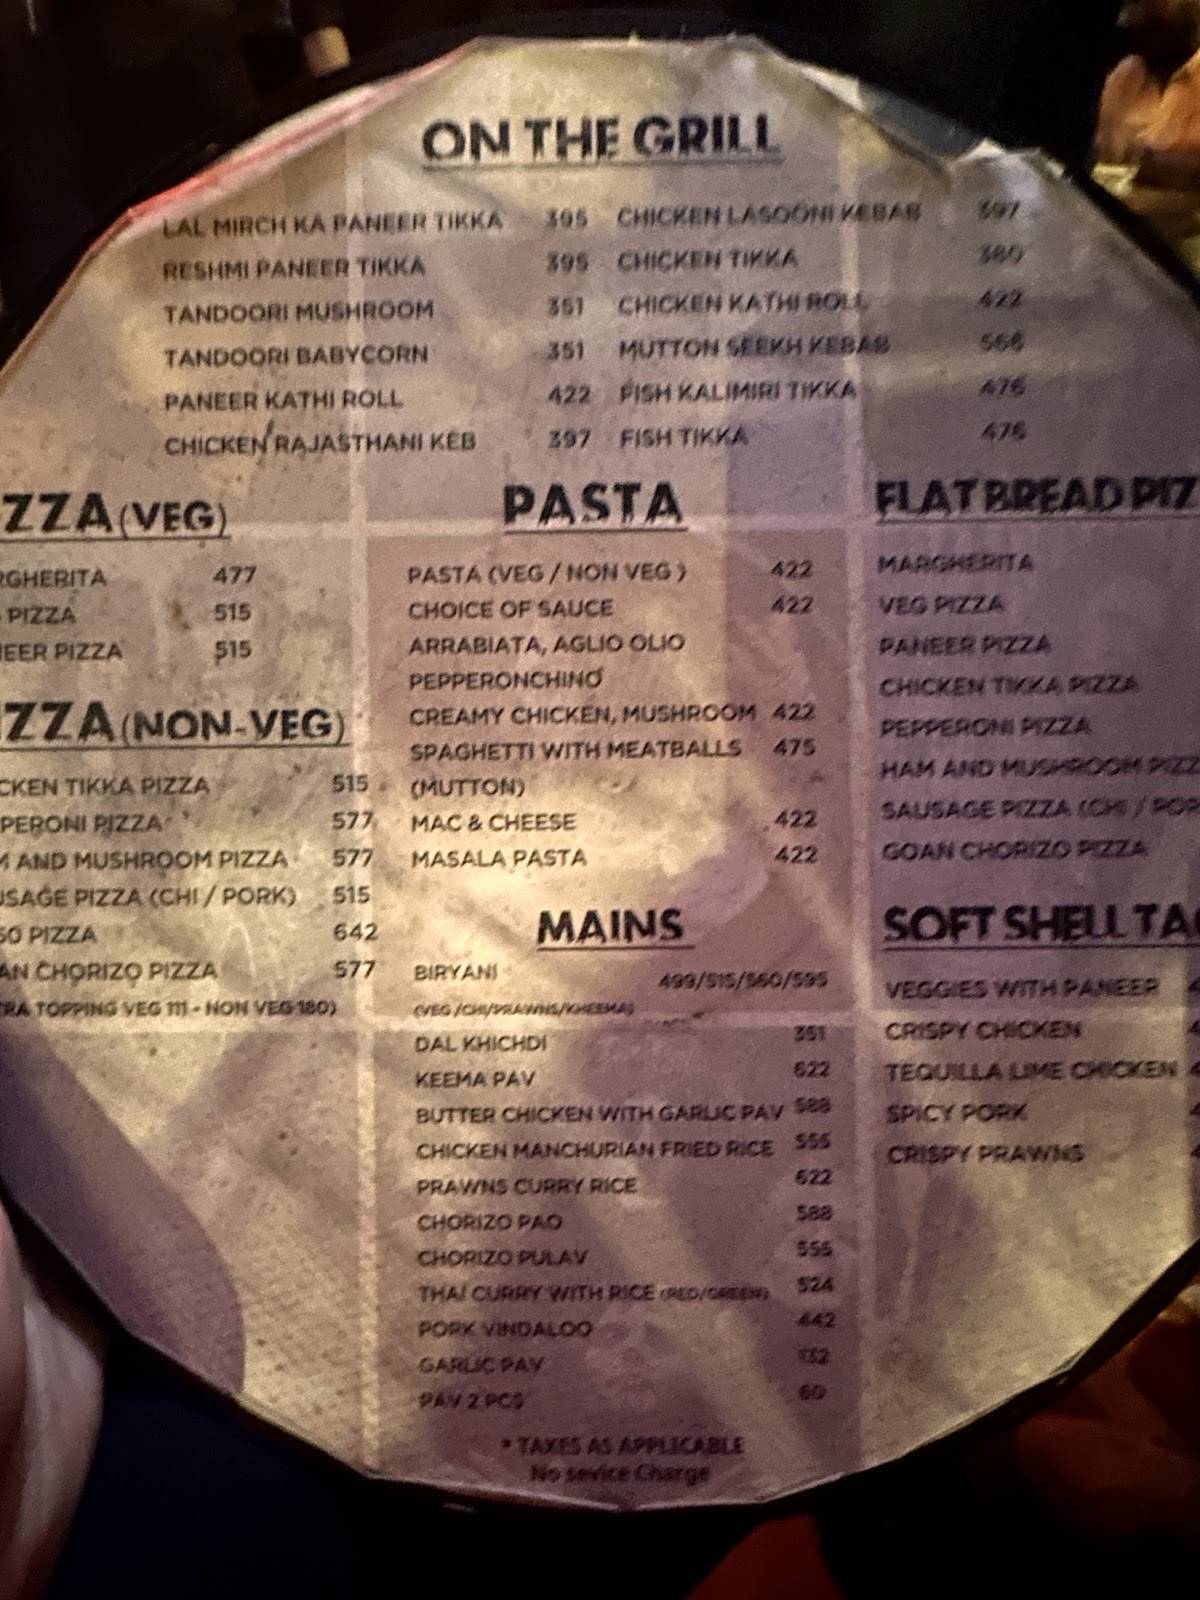 ON THE GRILL
LAL MIRCH KA PANEER TIKKA 395
RESHMI PANEER TIKKA 395
TANDOORI MUSHROOM 351
TANDOORI BABYCORN 351
PANEER KATHI ROLL 422
CHICKEN RAJASTHANI KEB 397
CHICKEN LASOONI KEBAB 397
CHICKEN TIKKA 380
CHICKEN KATHI ROLL 422
MUTTON SEEKH KEBAB
FISH KALIMIRI TIKKA 476
FISH TIKKA 476
ZZA (VEG)
RGHERITA 477
PIZZA 515
EER PIZZA 515
ZZA (NON-VEG)
CKEN TIKKA PIZZA 515
PERONI PIZZA 577
M AND MUSHROOM PIZZA 577
USAGE PIZZA (CHI / PORK) 515
SO PIZZA 642
AN CHORIZO PIZZA 577
TRA TOPPING VEG 111 - NON VEG 180)
PASTA
PASTA (VEG / NON VEG ) 422
CHOICE OF SAUCE 422
ARRABIATA, AGLIO OLIO
PEPPERONCHINO
CREAMY CHICKEN, MUSHROOM 422
SPAGHETTI WITH MEATBALLS 475
(MUTTON)
MAC & CHEESE 422
MASALA PASTA 422
MAINS
BIRYANI 499/515/560/595
(VEG /CHI/PRAWNS/KHEEMA)
DAL KHICHDI 351
KEEMA PAV 622
BUTTER CHICKEN WITH GARLIC PAV 588
CHICKEN MANCHURIAN FRIED RICE 555
PRAWNS CURRY RICE 622
CHORIZO PAO 588
CHORIZO PULAV 555
THAI CURRY WITH RICE (RED/GREEN) 524
PORK VINDALOO 442
GARLIC PAV 132
PAV 2 PCS 60
* TAXES AS APPLICABLE
No sevice Charge
FLAT BREAD PIZ
MARGHERITA
VEG PIZZA
PANEER PIZZA
CHICKEN TIKKA PIZZA
PEPPERONI PIZZA
HAM AND MUSHROOM PIZZ
SAUSAGE PIZZA (CHI / POR
GOAN CHORIZO PIZZA
SOFT SHELL TA
VEGGIES WITH PANEER 4
CRISPY CHICKEN 4
TEQUILLA LIME CHICKEN 4
SPICY PORK 4
CRISPY PRAWNS 4